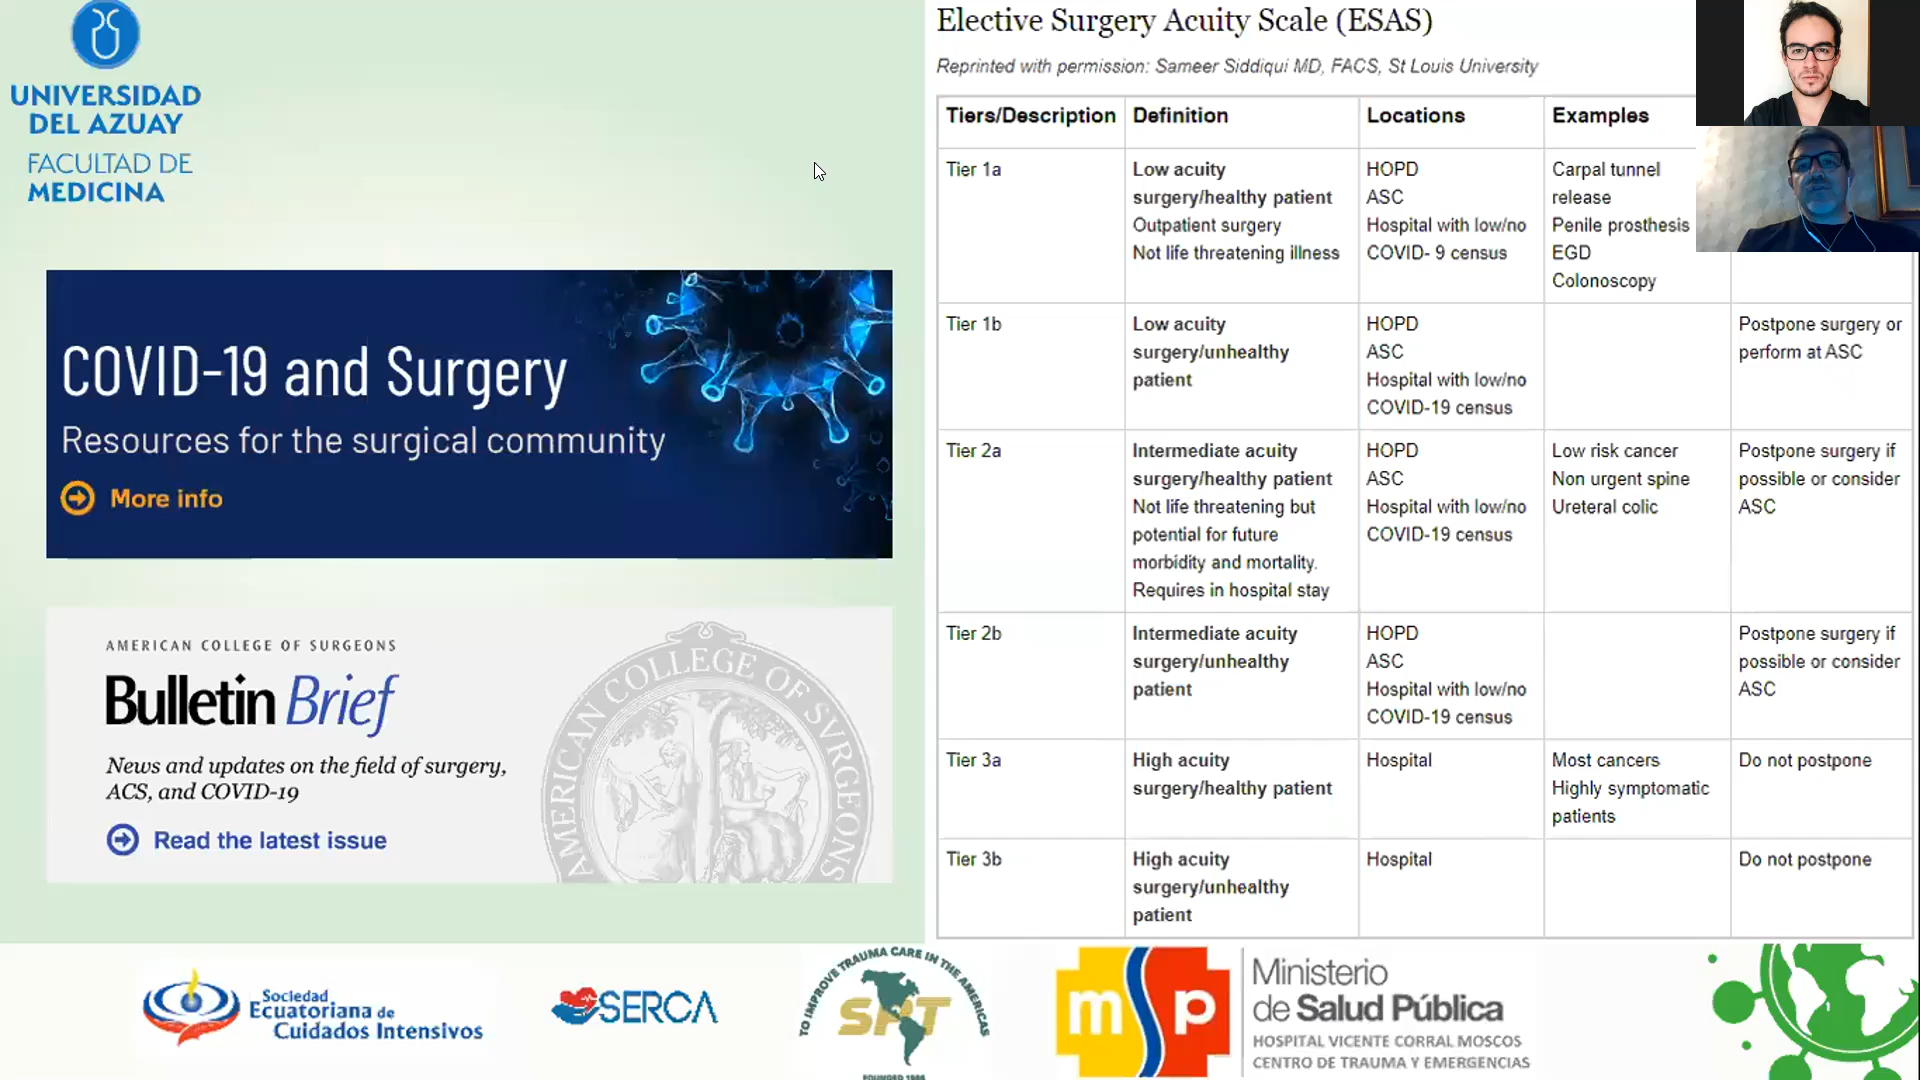 UNIVERSIDAD
DEL AZUAY
FACULTAD DE
MEDICINA
COVID-19 and Surgery
Resources for the surgical community
More info
AMERICAN COLLEGE OF SURGEONS
Bulletin Brief
News and updates on the field of surgery,
ACS, and COVID-19
Read the latest issue
AMERICAN COLLEGE OF SVRGEONS
Elective Surgery Acuity Scale (ESAS)
Reprinted with permission: Sameer Siddiqui MD, FACS, St Louis University
Tiers/Description
Definition
Locations
Examples
Tier 1a
Low acuity
surgery/healthy patient
Outpatient surgery
Not life threatening illness
HOPD
ASC
Hospital with low/no
COVID- 9 census
Carpal tunnel
release
Penile prosthesis
EGD
Colonoscopy
Tier 1b
Low acuity
surgery/unhealthy
patient
HOPD
ASC
Hospital with low/no
COVID-19 census
Postpone surgery or
perform at ASC
Tier 2a
Intermediate acuity
surgery/healthy patient
Not life threatening but
potential for future
morbidity and mortality.
Requires in hospital stay
HOPD
ASC
Hospital with low/no
COVID-19 census
Low risk cancer
Non urgent spine
Ureteral colic
Postpone surgery if
possible or consider
ASC
Tier 2b
Intermediate acuity
surgery/unhealthy
patient
HOPD
ASC
Hospital with low/no
COVID-19 census
Postpone surgery if
possible or consider
ASC
Tier 3a
High acuity
surgery/healthy patient
Hospital
Most cancers
Highly symptomatic
patients
Do not postpone
Tier 3b
High acuity
surgery/unhealthy
patient
Hospital
Do not postpone
Sociedad
Ecuatoriana de
Cuidados Intensivos
SERCA
TO IMPROVE TRAUMA CARE IN THE AMERICAS
SPT
FOUNDED 1986
msp
Ministerio
de Salud Pública
HOSPITAL VICENTE CORRAL MOSCOS
CENTRO DE TRAUMA Y EMERGENCIAS